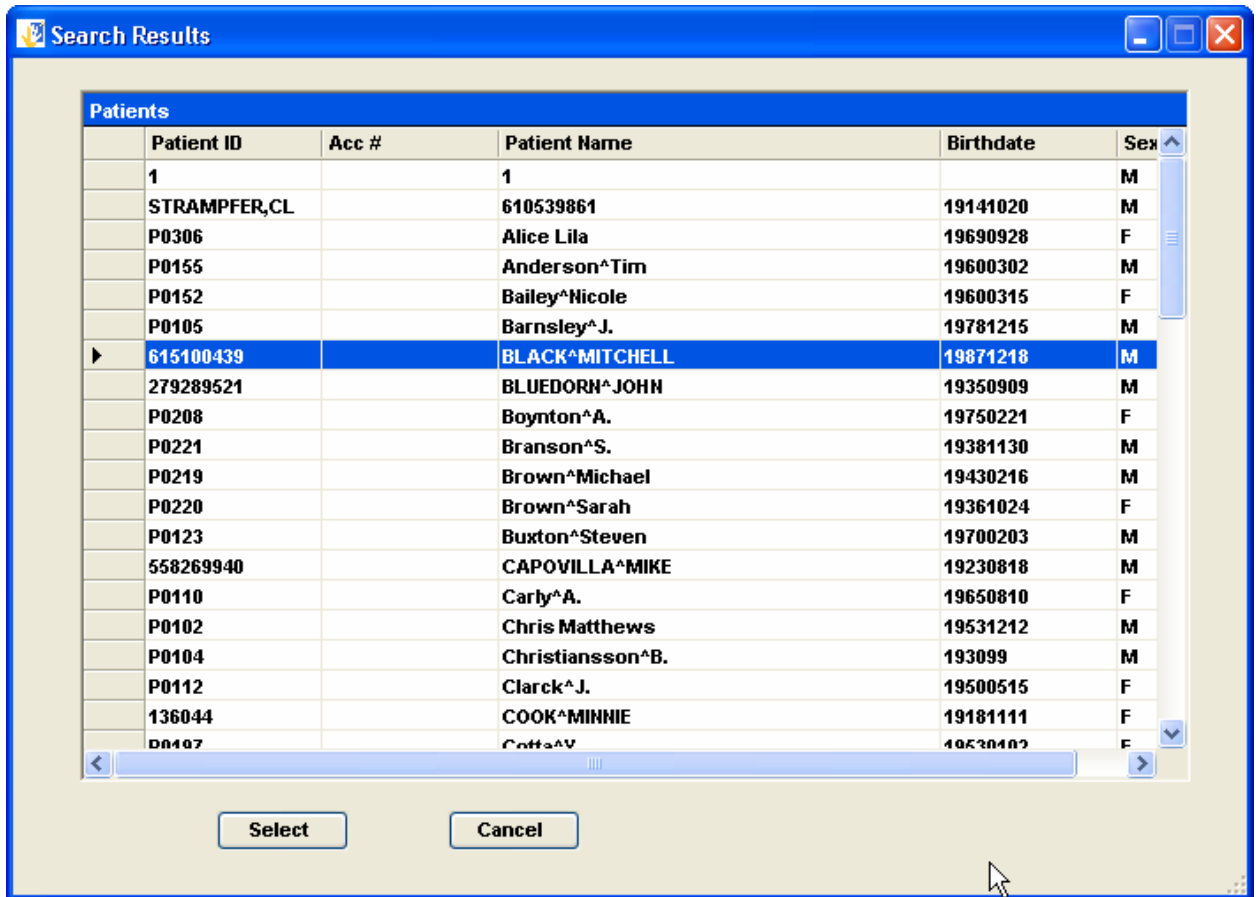 Search Results
Patients
Patient ID Acc # Patient Name Birthdate Sex
1 1 M
STRAMPFER,CL 610539861 19141020 M
P0306 Alice Lila 19690928 F
P0155 Anderson^Tim 19600302 M
P0152 Bailey^Nicole 19600315 F
P0105 Barnsley^J. 19781215 M
615100439 BLACK^MITCHELL 19871218 M
279289521 BLUEDORN^JOHN 19350909 M
P0208 Boynton^A. 19750221 F
P0221 Branson^S. 19381130 M
P0219 Brown^Michael 19430216 M
P0220 Brown^Sarah 19361024 F
P0123 Buxton^Steven 19700203 M
558269940 CAPOVILLA^MIKE 19230818 M
P0110 Carly^A. 19650810 F
P0102 Chris Matthews 19531212 M
P0104 Christiansson^B. 193099 M
P0112 Clarck^J. 19500515 F
136044 COOK^MINNIE 19181111 F
P0197 Cotta^V 19530102 F
Select Cancel